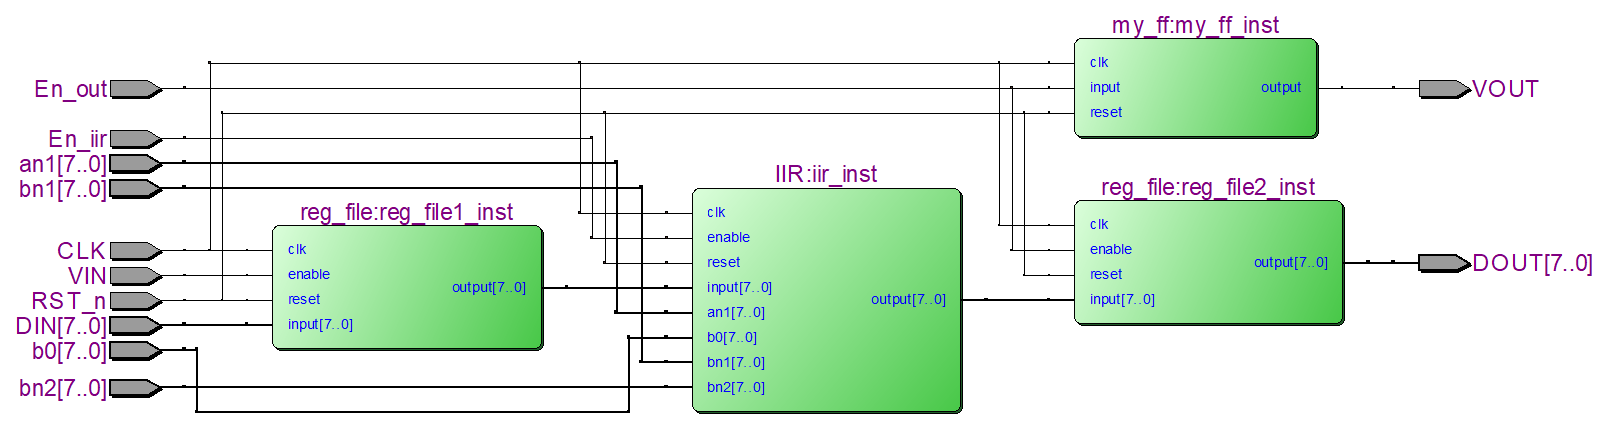 En_out
En_iir
an1[7..0]
bn1[7..0]
CLK
VIN
RST_n
DIN[7..0]
b0[7..0]
bn2[7..0]
reg_file:reg_file1_inst
clk
enable
reset
input[7..0]
output[7..0]
IIR:iir_inst
clk
enable
reset
input[7..0]
an1[7..0]
b0[7..0]
bn1[7..0]
bn2[7..0]
output[7..0]
my_ff:my_ff_inst
clk
input
reset
output
reg_file:reg_file2_inst
clk
enable
reset
input[7..0]
output[7..0]
VOUT
DOUT[7..0]